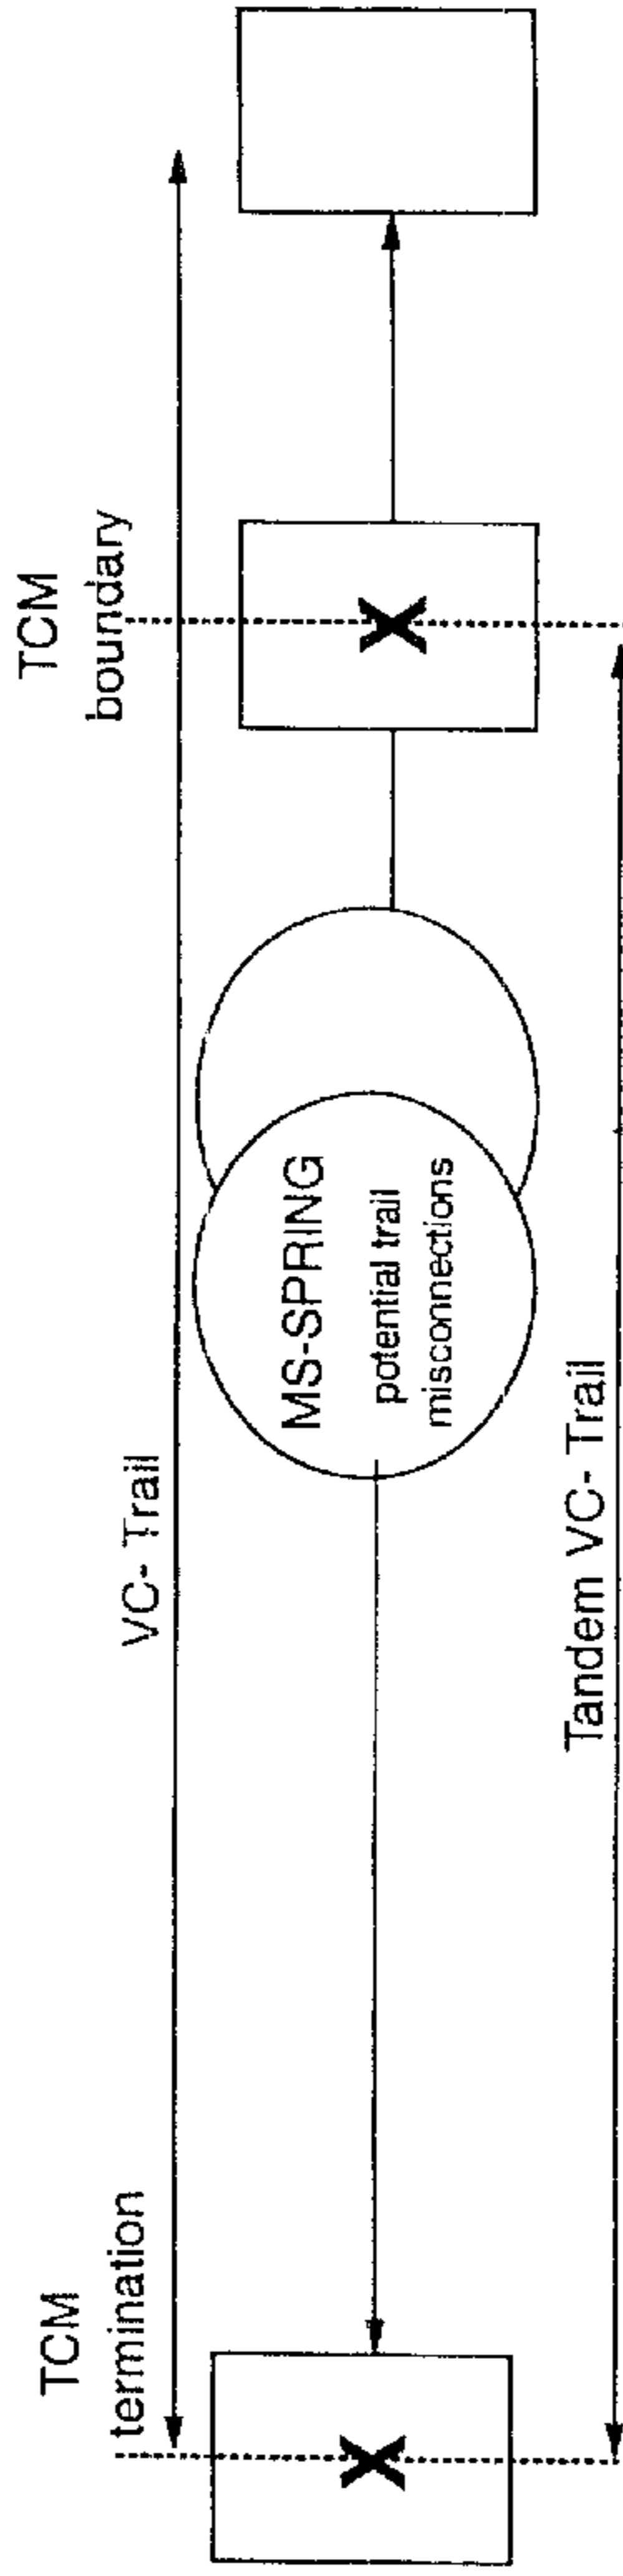 TCM
termination
TCM
boundary
VC- Trail
MS-SPRING
potential trail
misconnections
Tandem VC- Trail
X
X